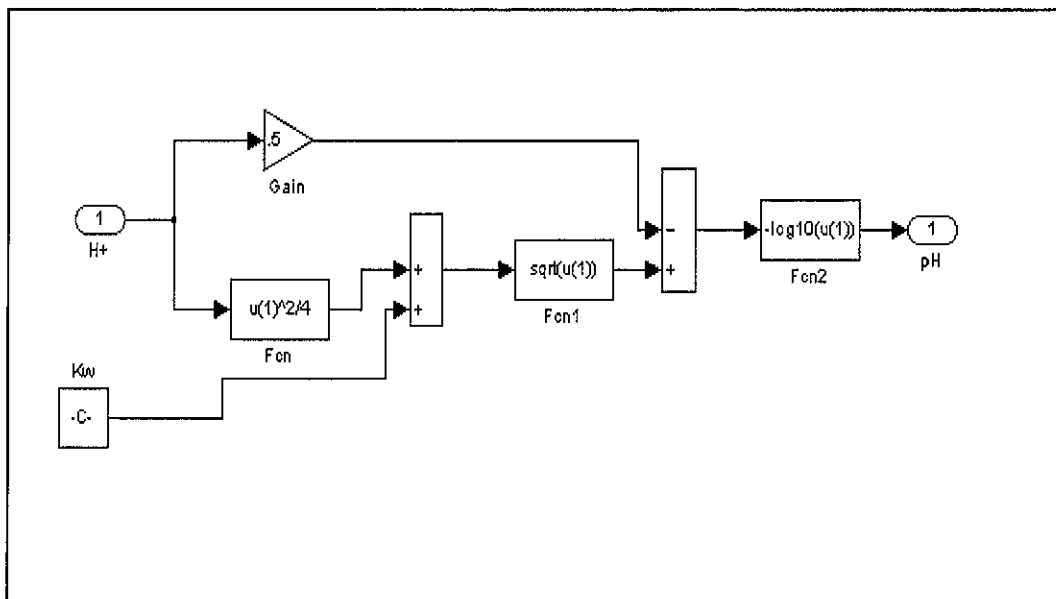 .5
Gain
1
H+
u(1)^2/4
Fcn
Kw
-C-
+
+
sqrt(u(1))
Fcn1
-
+
-log10(u(1))
Fcn2
1
pH